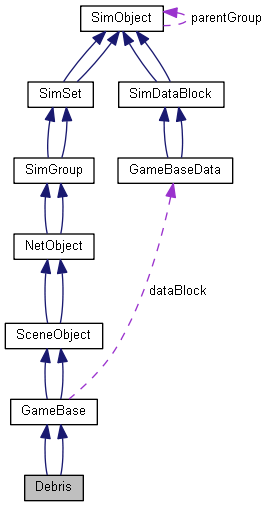 SimObject
parentGroup
SimSet
SimDataBlock
SimGroup
GameBaseData
NetObject
dataBlock
SceneObject
GameBase
Debris